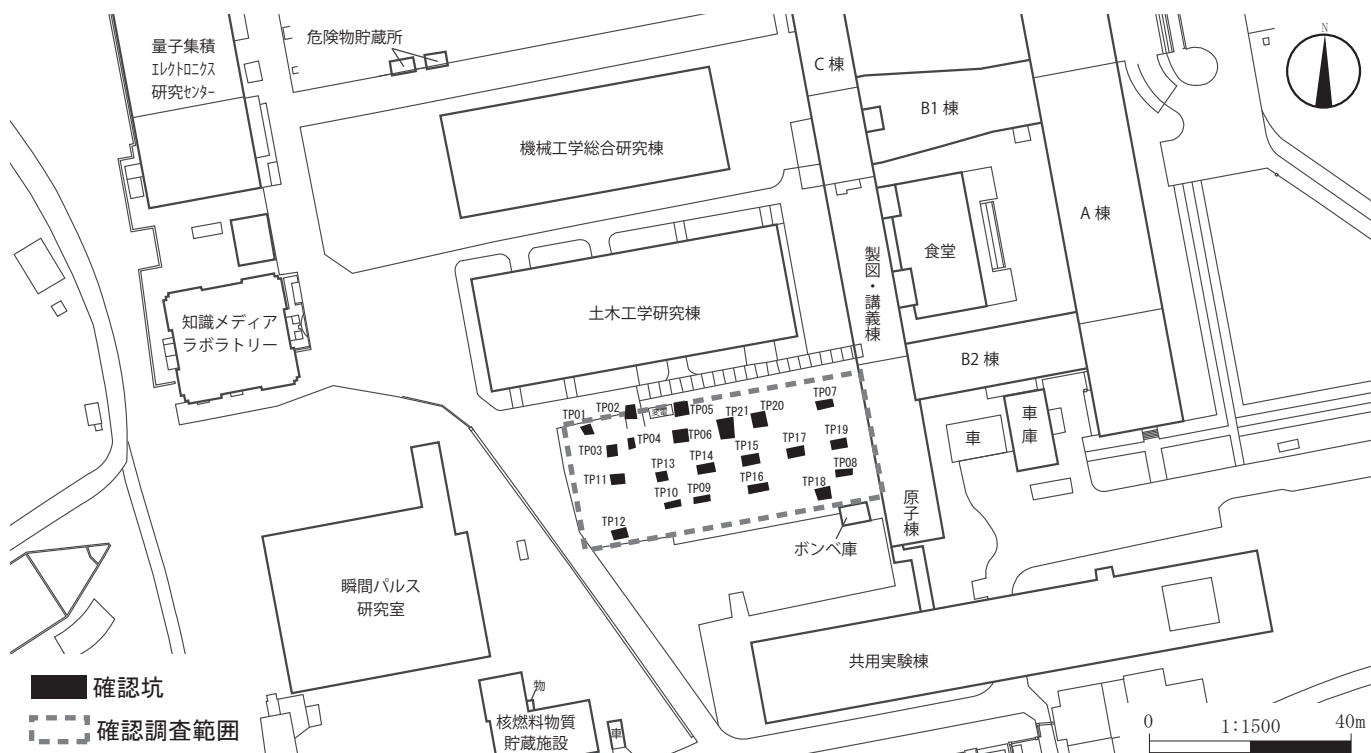 量子集積
エレクトロニクス
研究センター
危険物貯蔵所
C 棟
B1 棟
N
機械工学総合研究棟
A 棟
食堂
製図・講義棟
知識メディア
ラボラトリー
土木工学研究棟
B2 棟
変電
TP01
TP02
TP05
TP21
TP20
TP07
車
車庫
TP03
TP04
TP06
TP15
TP17
TP19
TP11
TP13
TP14
TP08
TP10
TP09
TP16
TP18
TP12
原子棟
ボンベ庫
瞬間パルス
研究室
共用実験棟
物
核燃料物質
貯蔵施設
車
確認坑
確認調査範囲
0 1:1500 40m